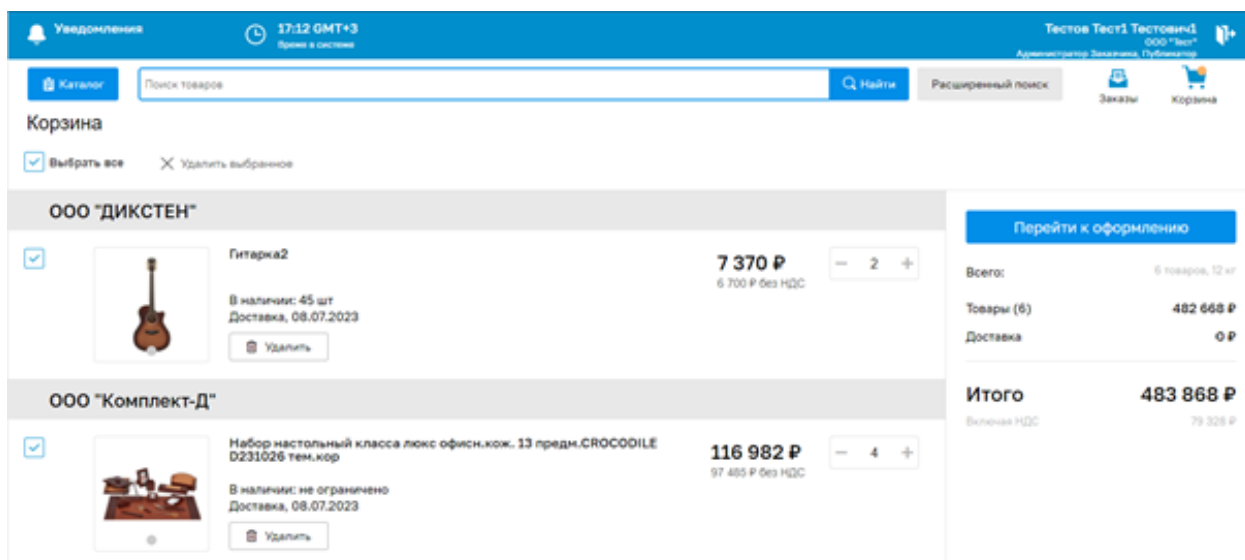 Уведомления
17:12 GMT+3
Время в системе
Тестов Тест1 Тестович1
ООО "Тест"
Администратор Заказчика, Публикатор
Каталог
Поиск товаров
Найти
Расширенный поиск
Заказы
Корзина
Корзина
Выбрать все
Удалить выбранное
ООО "ДИКСТЕН"
Гитарка2
7 370 ₽
6 700 ₽ без НДС
2
В наличии: 45 шт
Доставка, 08.07.2023
Удалить
ООО "Комплект-Д"
Набор настольный класса люкс офисн.кож. 13 предм.CROCODILE
D231026 тем.кор
116 982 ₽
97 485 ₽ без НДС
4
В наличии: не ограничено
Доставка, 08.07.2023
Удалить
Перейти к оформлению
Всего:
6 товаров, 12 кг
Товары (6)
482 668 ₽
Доставка
0 ₽
Итого
483 868 ₽
Включая НДС
79 328 ₽